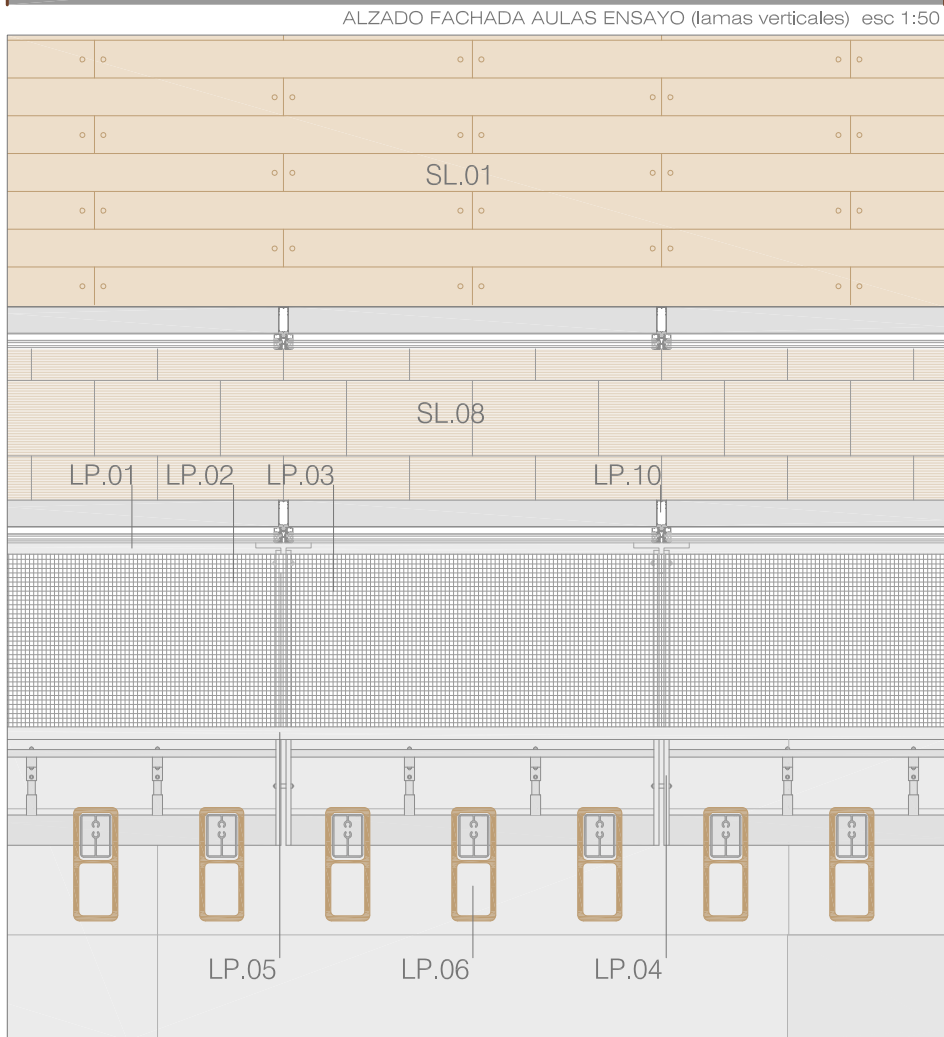 ALZADO FACHADA AULAS ENSAYO (lamas verticales) esc 1:50
SL.01
SL.08
LP.01 LP.02 LP.03 LP.10
LP.05 LP.06 LP.04